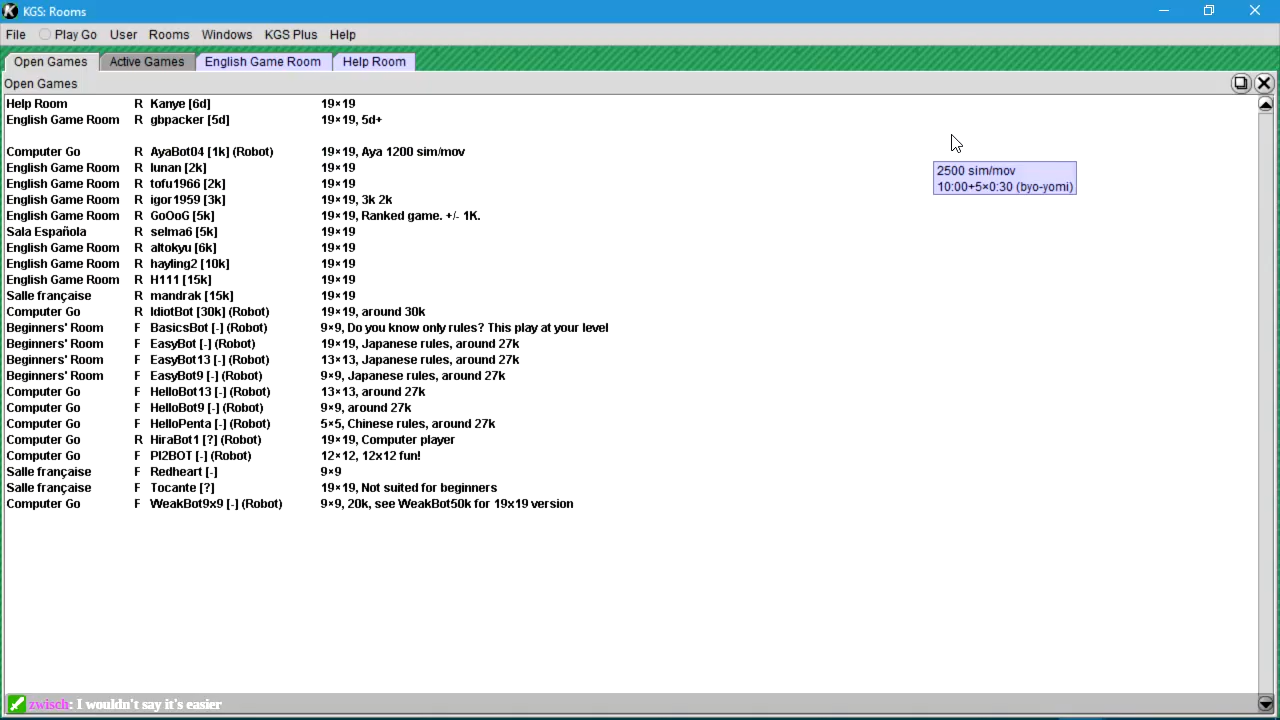 KGS: Rooms
File Play Go User Rooms Windows KGS Plus Help
Open Games Active Games English Game Room Help Room
Open Games
Help Room R Kanye [6d] 19×19
English Game Room R gbpacker [5d] 19×19, 5d+
Computer Go R AyaBot04 [1k] (Robot) 19×19, Aya 1200 sim/mov
English Game Room R lunan [2k] 19×19
2500 sim/mov
English Game Room R tofu1966 [2k] 19×19
10:00+5×0:30 (byo-yomi)
English Game Room R igor1959 [3k] 19×19, 3k 2k
English Game Room R GoOoG [5k] 19×19, Ranked game. +/- 1K.
Sala Española R selma6 [5k] 19×19
English Game Room R altokyu [6k] 19×19
English Game Room R hayling2 [10k] 19×19
English Game Room R H111 [15k] 19×19
Salle française R mandrak [15k] 19×19
Computer Go R IdiotBot [30k] (Robot) 19×19, around 30k
Beginners' Room F BasicsBot [-] (Robot) 9×9, Do you know only rules? This play at your level
Beginners' Room F EasyBot [-] (Robot) 19×19, Japanese rules, around 27k
Beginners' Room F EasyBot13 [-] (Robot) 13×13, Japanese rules, around 27k
Beginners' Room F EasyBot9 [-] (Robot) 9×9, Japanese rules, around 27k
Computer Go F HelloBot13 [-] (Robot) 13×13, around 27k
Computer Go F HelloBot9 [-] (Robot) 9×9, around 27k
Computer Go F HelloPenta [-] (Robot) 5×5, Chinese rules, around 27k
Computer Go R HiraBot1 [?] (Robot) 19×19, Computer player
Computer Go F PI2BOT [-] (Robot) 12×12, 12x12 fun!
Salle française F Redheart [-] 9×9
Salle française F Tocante [?] 19×19, Not suited for beginners
Computer Go F WeakBot9x9 [-] (Robot) 9×9, 20k, see WeakBot50k for 19x19 version
zwisch: I wouldn't say it's easier